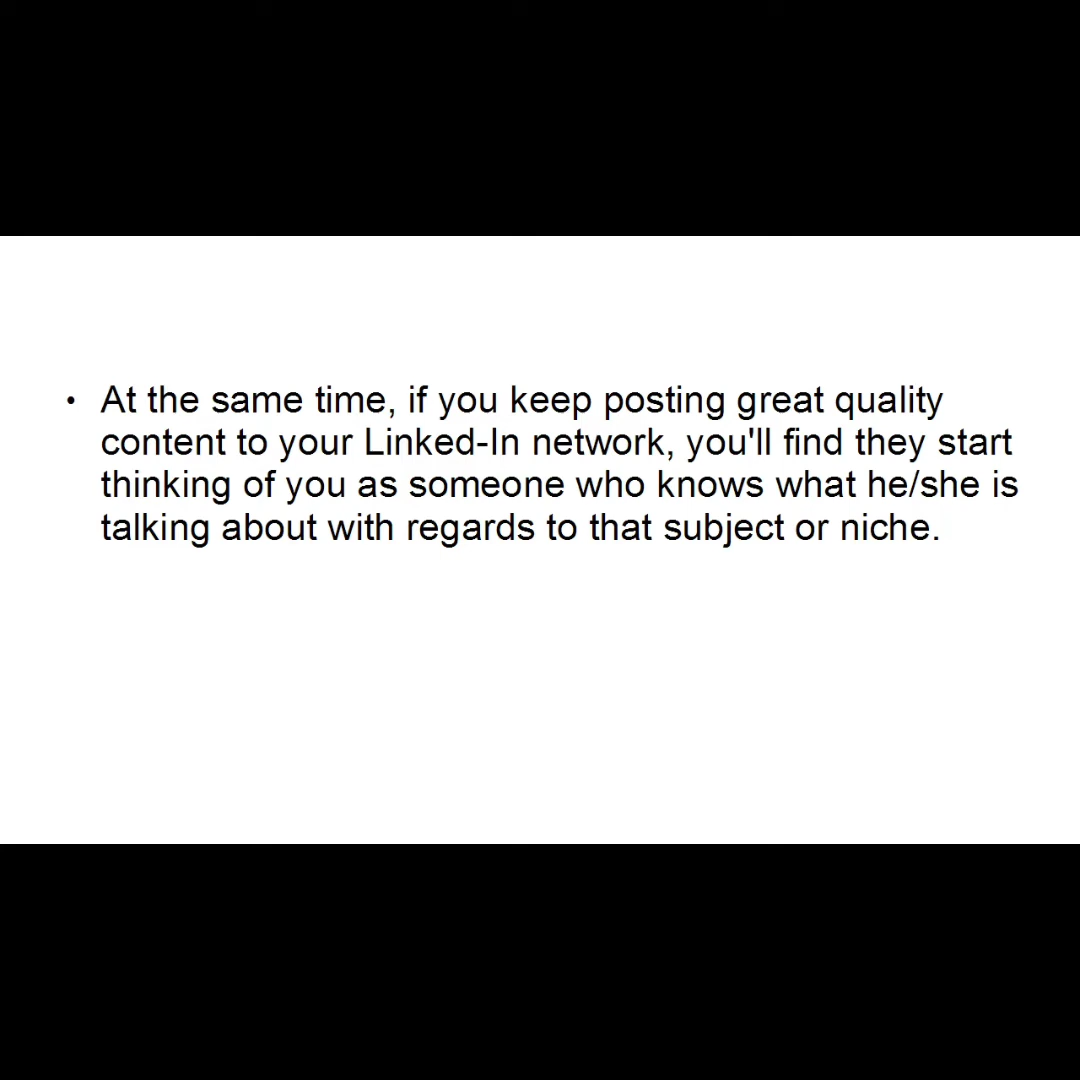 • At the same time, if you keep posting great quality
content to your Linked-In network, you'll find they start
thinking of you as someone who knows what he/she is
talking about with regards to that subject or niche.